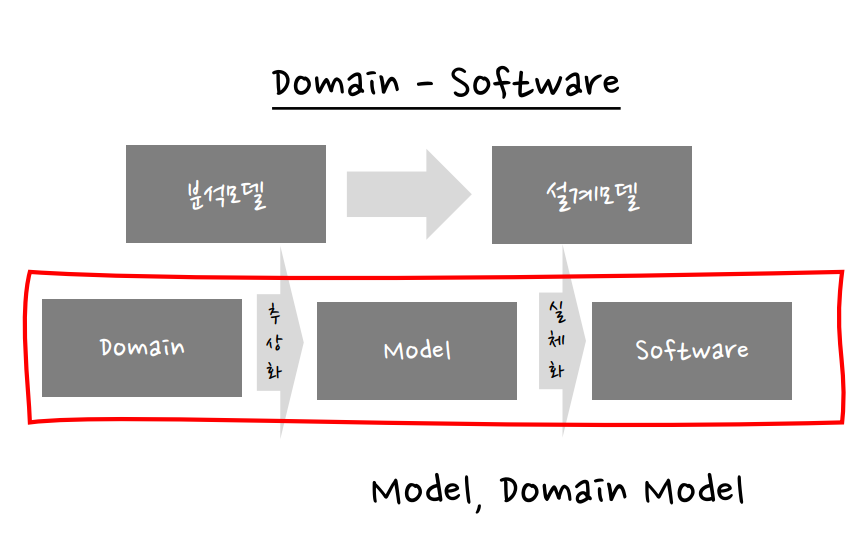 Domain - Software
분석모델
설계모델
Domain
추
상
화
Model
실
체
화
Software
Model, Domain Model